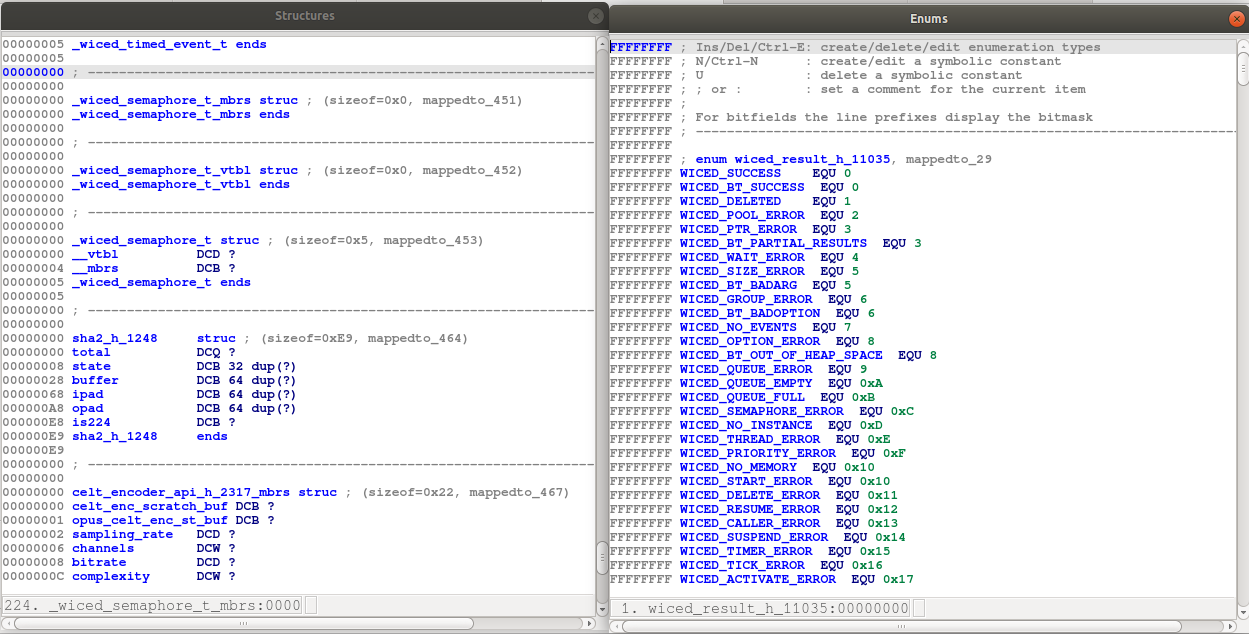 Structures
00000005 _wiced_timed_event_t ends
00000005
00000000 ; ----------------------------------------------------------------
00000000
00000000 _wiced_semaphore_t_mbrs struc ; (sizeof=0x0, mappedto_451)
00000000 _wiced_semaphore_t_mbrs ends
00000000
00000000 ; ----------------------------------------------------------------
00000000
00000000 _wiced_semaphore_t_vtbl struc ; (sizeof=0x0, mappedto_452)
00000000 _wiced_semaphore_t_vtbl ends
00000000
00000000 ; ----------------------------------------------------------------
00000000
00000000 _wiced_semaphore_t struc ; (sizeof=0x5, mappedto_453)
00000000 __vtbl DCD ?
00000004 __mbrs DCB ?
00000005 _wiced_semaphore_t ends
00000005
00000000 ; ----------------------------------------------------------------
00000000
00000000 sha2_h_1248 struc ; (sizeof=0xE9, mappedto_464)
00000000 total DCQ ?
00000008 state DCB 32 dup(?)
00000028 buffer DCB 64 dup(?)
00000068 ipad DCB 64 dup(?)
000000A8 opad DCB 64 dup(?)
000000E8 is224 DCB ?
000000E9 sha2_h_1248 ends
000000E9
00000000 ; ----------------------------------------------------------------
00000000
00000000 celt_encoder_api_h_2317_mbrs struc ; (sizeof=0x22, mappedto_467)
00000000 celt_enc_scratch_buf DCB ?
00000001 opus_celt_enc_st_buf DCB ?
00000002 sampling_rate DCD ?
00000006 channels DCW ?
00000008 bitrate DCD ?
0000000C complexity DCW ?
224. _wiced_semaphore_t_mbrs:0000
Enums
FFFFFFFF ; Ins/Del/Ctrl-E: create/delete/edit enumeration types
FFFFFFFF ; N/Ctrl-N : create/edit a symbolic constant
FFFFFFFF ; U : delete a symbolic constant
FFFFFFFF ; ; or : : set a comment for the current item
FFFFFFFF ;
FFFFFFFF ; For bitfields the line prefixes display the bitmask
FFFFFFFF ; ----------------------------------------------------------------
FFFFFFFF
FFFFFFFF ; enum wiced_result_h_11035, mappedto_29
FFFFFFFF WICED_SUCCESS EQU 0
FFFFFFFF WICED_BT_SUCCESS EQU 0
FFFFFFFF WICED_DELETED EQU 1
FFFFFFFF WICED_POOL_ERROR EQU 2
FFFFFFFF WICED_PTR_ERROR EQU 3
FFFFFFFF WICED_BT_PARTIAL_RESULTS EQU 3
FFFFFFFF WICED_WAIT_ERROR EQU 4
FFFFFFFF WICED_SIZE_ERROR EQU 5
FFFFFFFF WICED_BT_BADARG EQU 5
FFFFFFFF WICED_GROUP_ERROR EQU 6
FFFFFFFF WICED_BT_BADOPTION EQU 6
FFFFFFFF WICED_NO_EVENTS EQU 7
FFFFFFFF WICED_OPTION_ERROR EQU 8
FFFFFFFF WICED_BT_OUT_OF_HEAP_SPACE EQU 8
FFFFFFFF WICED_QUEUE_ERROR EQU 9
FFFFFFFF WICED_QUEUE_EMPTY EQU 0xA
FFFFFFFF WICED_QUEUE_FULL EQU 0xB
FFFFFFFF WICED_SEMAPHORE_ERROR EQU 0xC
FFFFFFFF WICED_NO_INSTANCE EQU 0xD
FFFFFFFF WICED_THREAD_ERROR EQU 0xE
FFFFFFFF WICED_PRIORITY_ERROR EQU 0xF
FFFFFFFF WICED_NO_MEMORY EQU 0x10
FFFFFFFF WICED_START_ERROR EQU 0x10
FFFFFFFF WICED_DELETE_ERROR EQU 0x11
FFFFFFFF WICED_RESUME_ERROR EQU 0x12
FFFFFFFF WICED_CALLER_ERROR EQU 0x13
FFFFFFFF WICED_SUSPEND_ERROR EQU 0x14
FFFFFFFF WICED_TIMER_ERROR EQU 0x15
FFFFFFFF WICED_TICK_ERROR EQU 0x16
FFFFFFFF WICED_ACTIVATE_ERROR EQU 0x17
1. wiced_result_h_11035:00000000